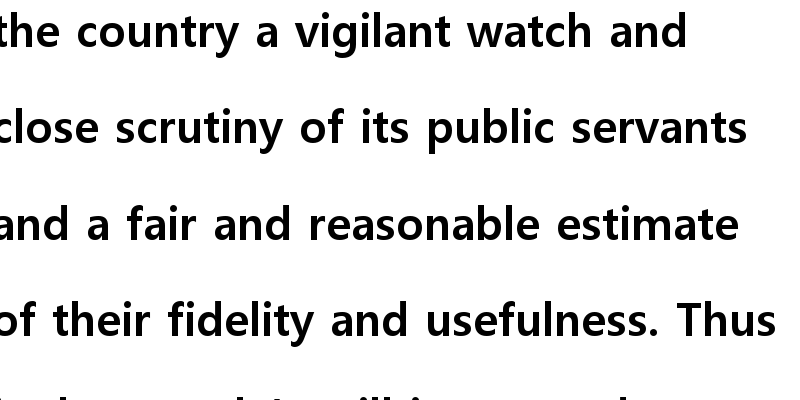 the country a vigilant watch and
close scrutiny of its public servants
and a fair and reasonable estimate
of their fidelity and usefulness. Thus